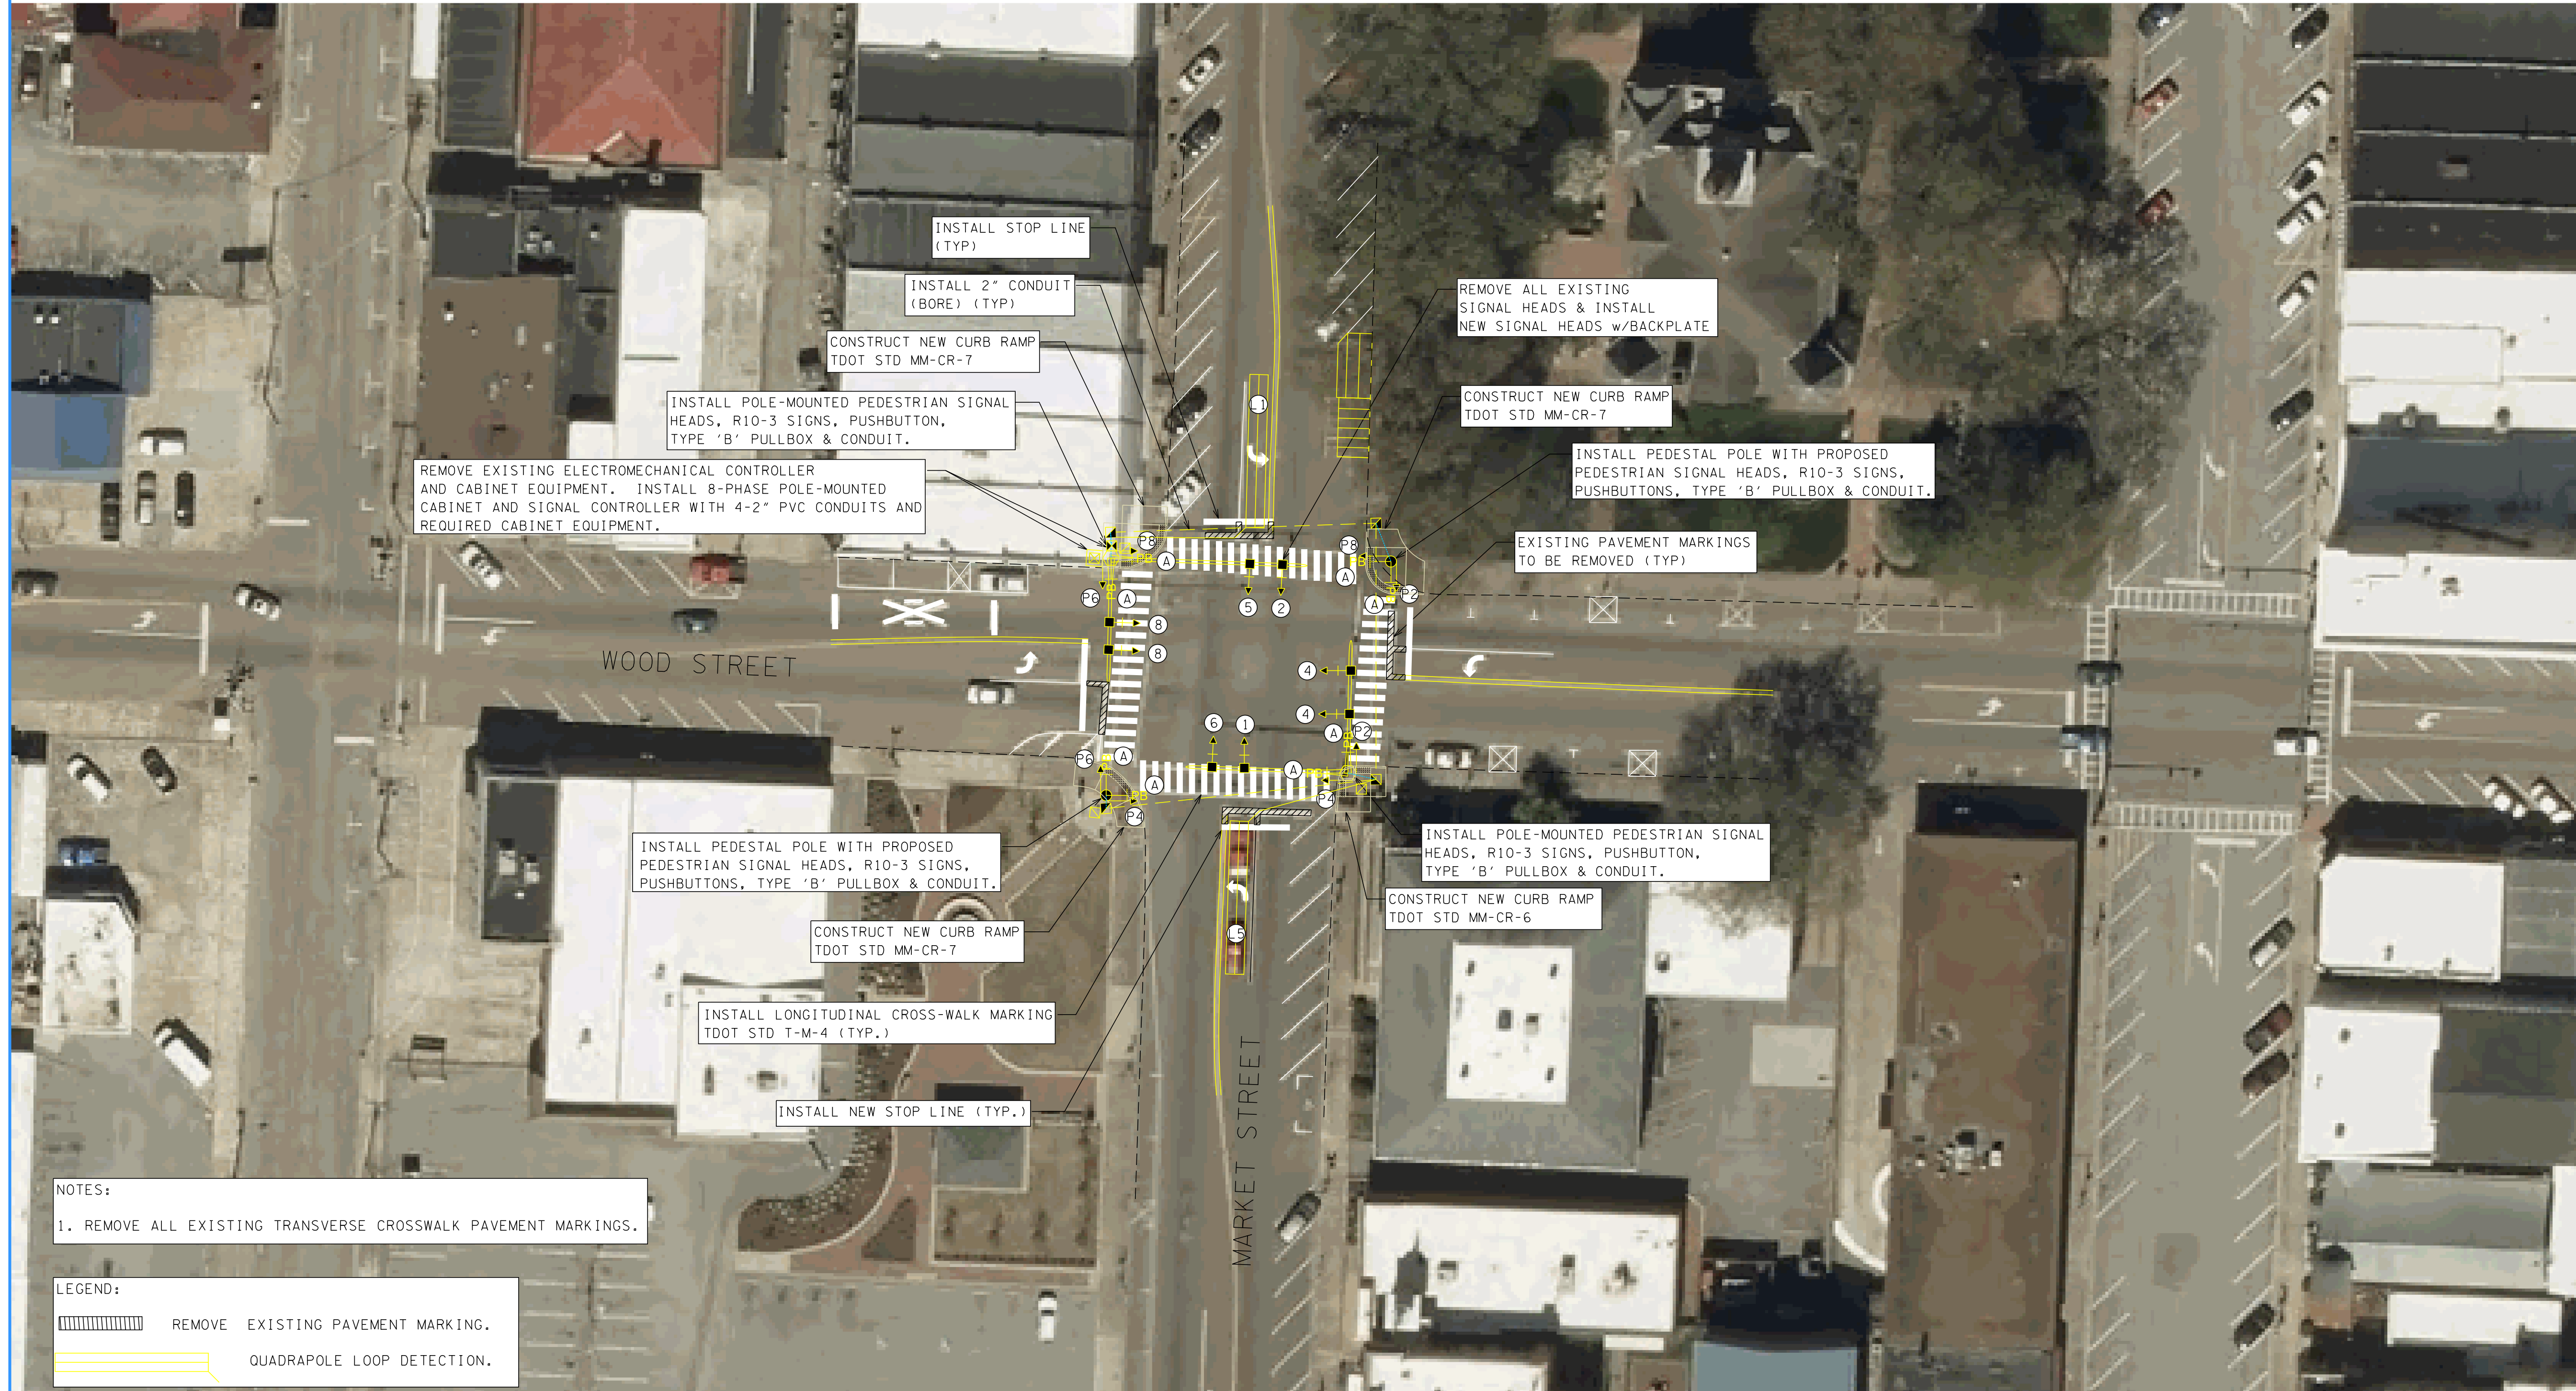 INSTALL STOP LINE
(TYP)
INSTALL 2" CONDUIT
(BORE) (TYP)
CONSTRUCT NEW CURB RAMP
TDOT STD MM-CR-7
INSTALL POLE-MOUNTED PEDESTRIAN SIGNAL
HEADS, R10-3 SIGNS, PUSHBUTTON,
TYPE 'B' PULLBOX & CONDUIT.
REMOVE EXISTING ELECTROMECHANICAL CONTROLLER
AND CABINET EQUIPMENT. INSTALL 8-PHASE POLE-MOUNTED
CABINET AND SIGNAL CONTROLLER WITH 4-2" PVC CONDUITS AND
REQUIRED CABINET EQUIPMENT.
REMOVE ALL EXISTING
SIGNAL HEADS & INSTALL
NEW SIGNAL HEADS w/BACKPLATE
CONSTRUCT NEW CURB RAMP
TDOT STD MM-CR-7
INSTALL PEDESTAL POLE WITH PROPOSED
PEDESTRIAN SIGNAL HEADS, R10-3 SIGNS,
PUSHBUTTONS, TYPE 'B' PULLBOX & CONDUIT.
EXISTING PAVEMENT MARKINGS
TO BE REMOVED (TYP)
L1
P8
PB
A
P8
PB
A
P6
PB
A
5
2
A
PB
P2
8
8
WOOD STREET
4
4
6
1
A
P2
PB
P6
PB
A
A
PB
P4
A
PB
P4
L5
INSTALL PEDESTAL POLE WITH PROPOSED
PEDESTRIAN SIGNAL HEADS, R10-3 SIGNS,
PUSHBUTTONS, TYPE 'B' PULLBOX & CONDUIT.
INSTALL POLE-MOUNTED PEDESTRIAN SIGNAL
HEADS, R10-3 SIGNS, PUSHBUTTON,
TYPE 'B' PULLBOX & CONDUIT.
CONSTRUCT NEW CURB RAMP
TDOT STD MM-CR-6
CONSTRUCT NEW CURB RAMP
TDOT STD MM-CR-7
INSTALL LONGITUDINAL CROSS-WALK MARKING
TDOT STD T-M-4 (TYP.)
INSTALL NEW STOP LINE (TYP.)
MARKET STREET
NOTES:
1. REMOVE ALL EXISTING TRANSVERSE CROSSWALK PAVEMENT MARKINGS.
LEGEND:
REMOVE EXISTING PAVEMENT MARKING.
QUADRAPOLE LOOP DETECTION.